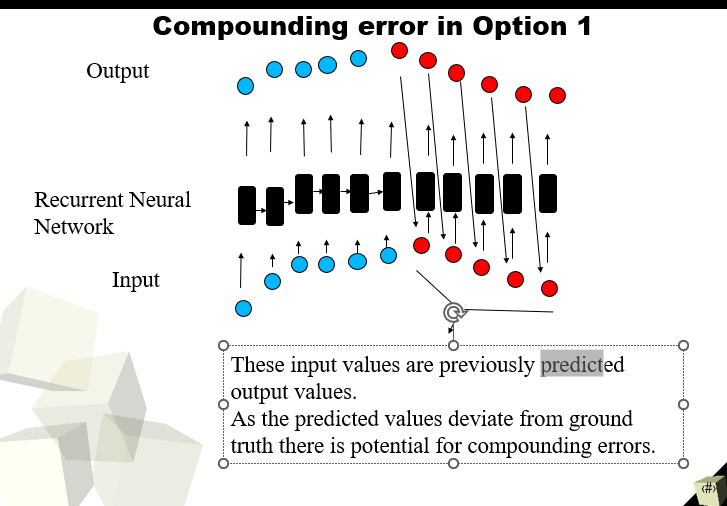 Compounding error in Option 1
Output
Recurrent Neural
Network
Input
These input values are previously predicted
output values.
As the predicted values deviate from ground
truth there is potential for compounding errors.
‹#›